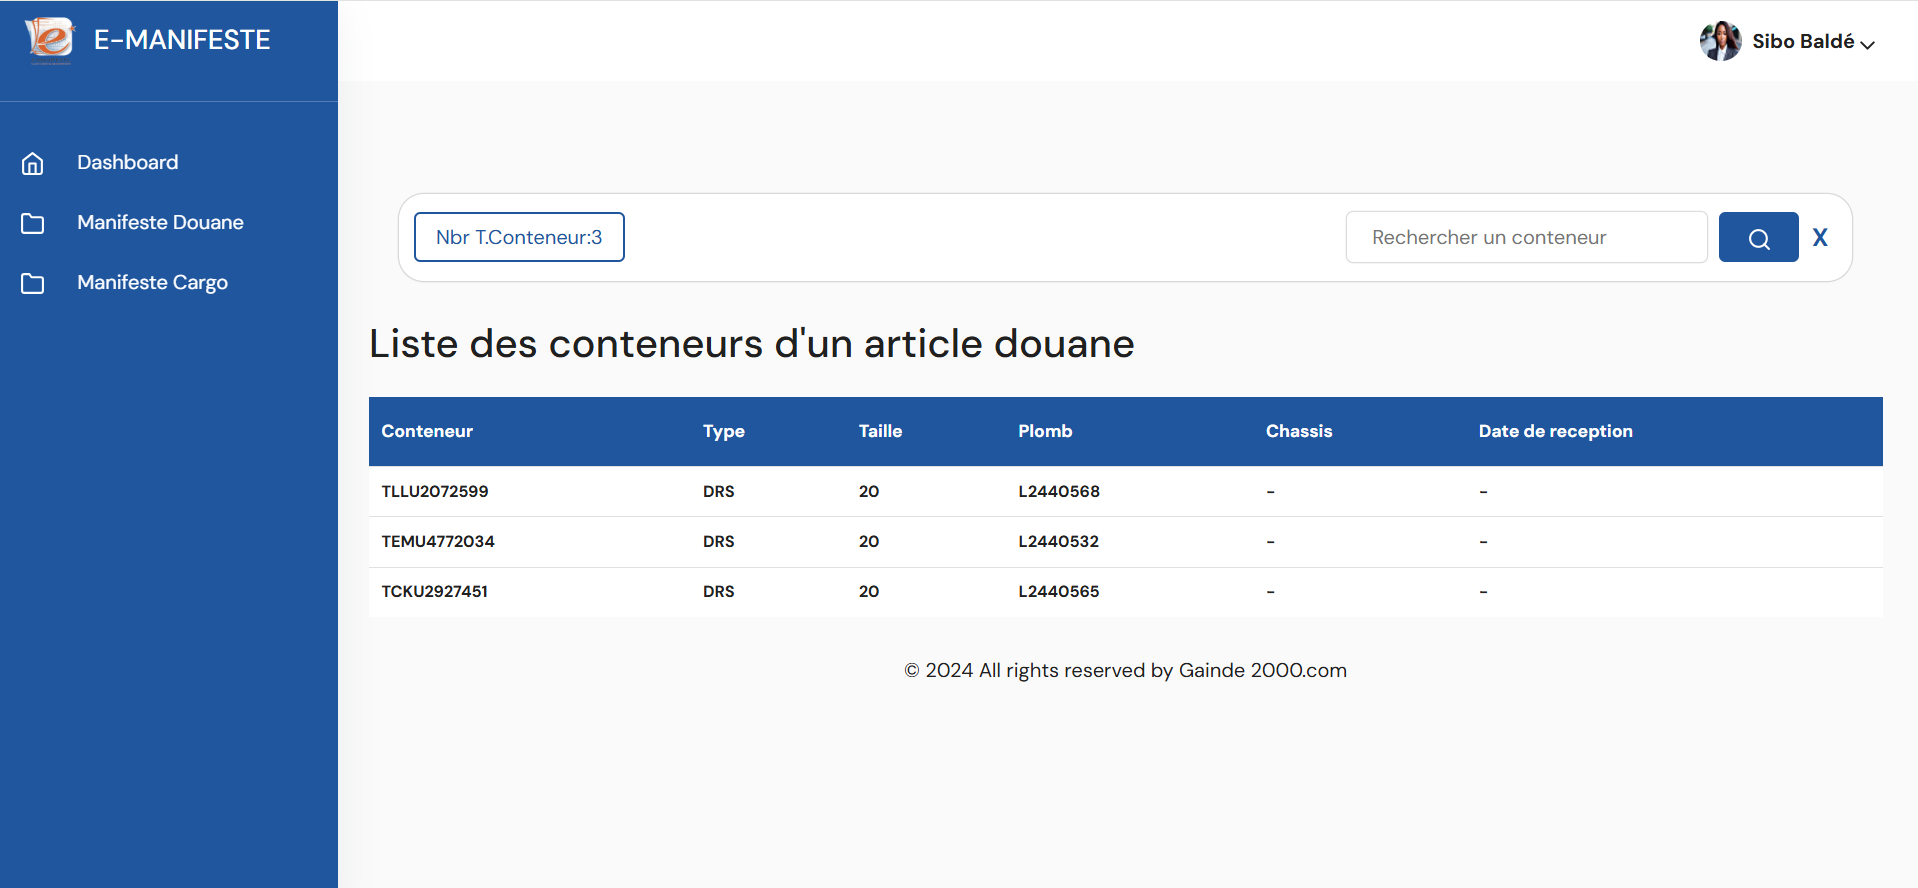 E-MANIFESTE
Sibo Baldé
Dashboard
Manifeste Douane
Manifeste Cargo
Nbr T.Conteneur:3
Rechercher un conteneur
X
Liste des conteneurs d'un article douane
Conteneur Type Taille Plomb Chassis Date de reception
TLLU2072599 DRS 20 L2440568 - -
TEMU4772034 DRS 20 L2440532 - -
TCKU2927451 DRS 20 L2440565 - -
© 2024 All rights reserved by Gainde 2000.com